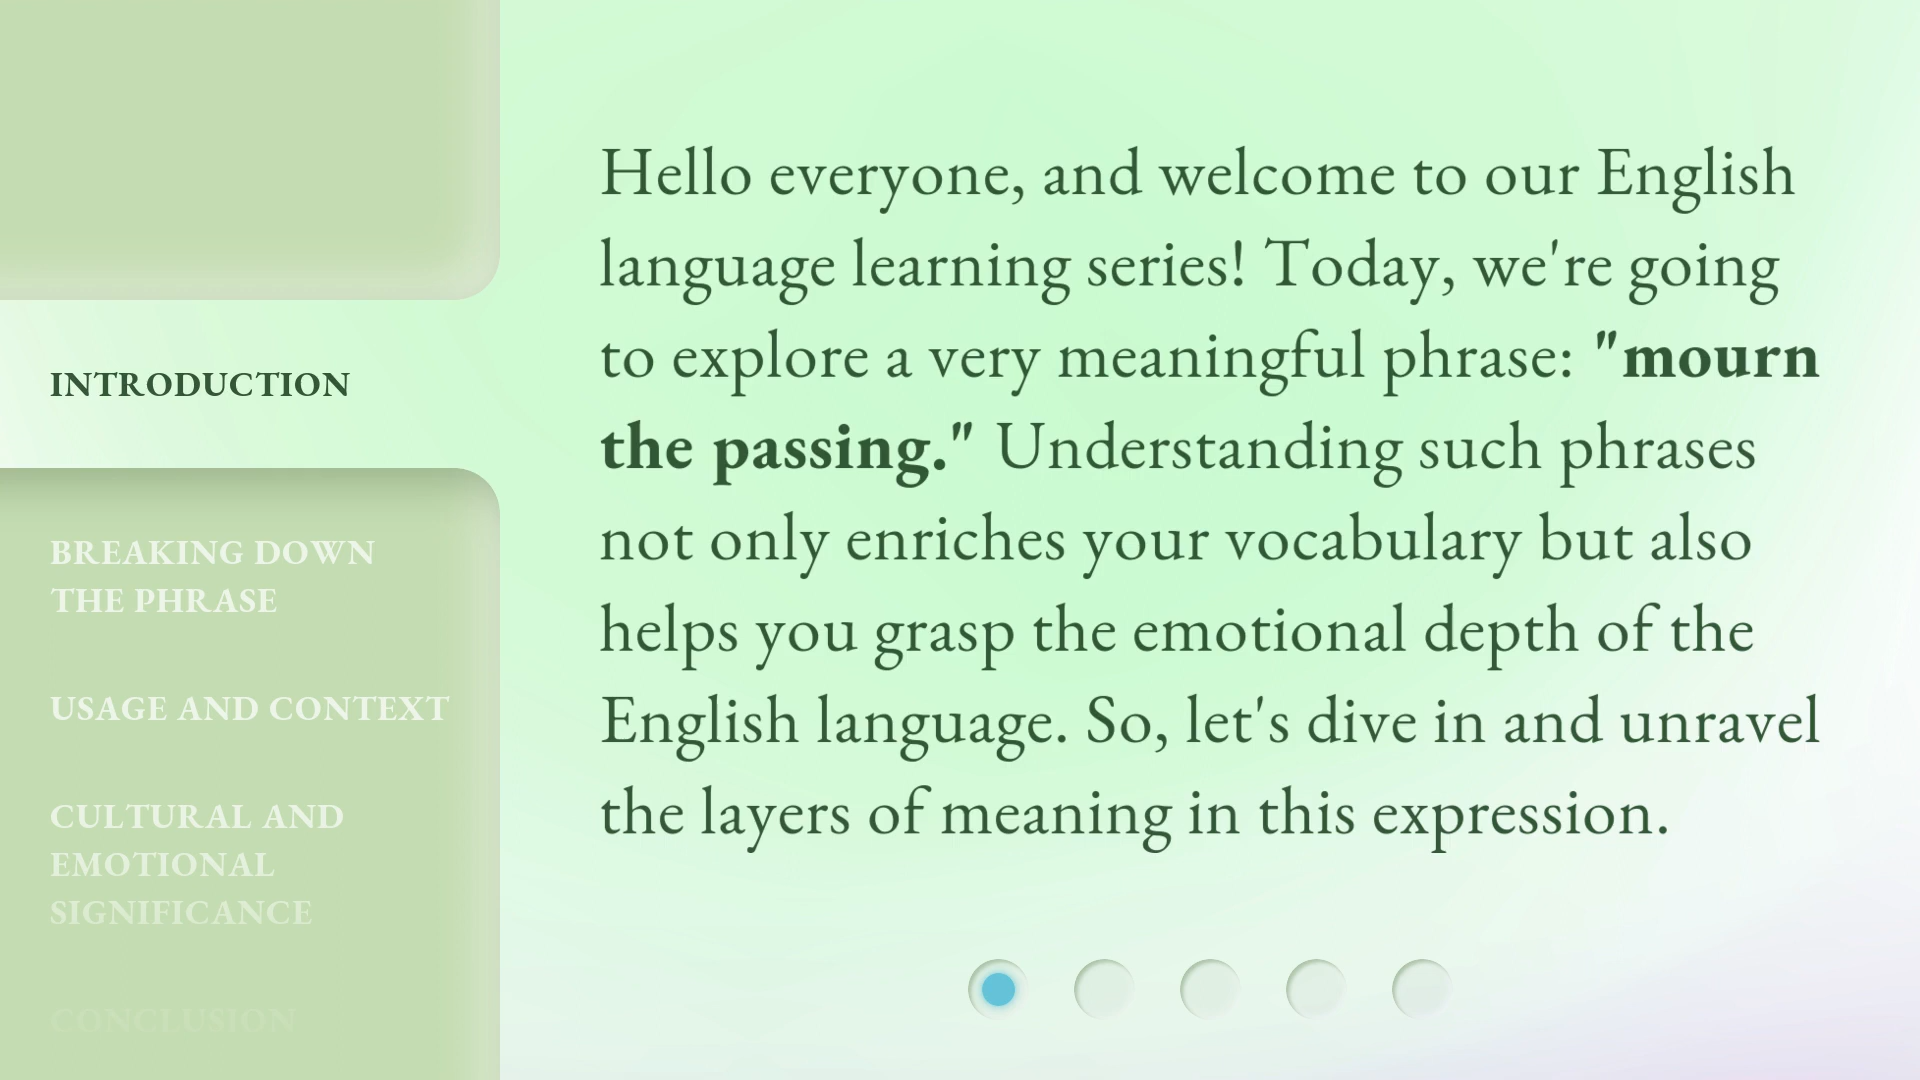 INTRODUCTION
BREAKING DOWN
THE PHRASE
USAGE AND CONTEXT
CULTURAL AND
EMOTIONAL
SIGNIFICANCE
CONCLUSION
Hello everyone, and welcome to our English
language learning series! Today, we're going
to explore a very meaningful phrase: "mourn
the passing." Understanding such phrases
not only enriches your vocabulary but also
helps you grasp the emotional depth of the
English language. So, let's dive in and unravel
the layers of meaning in this expression.